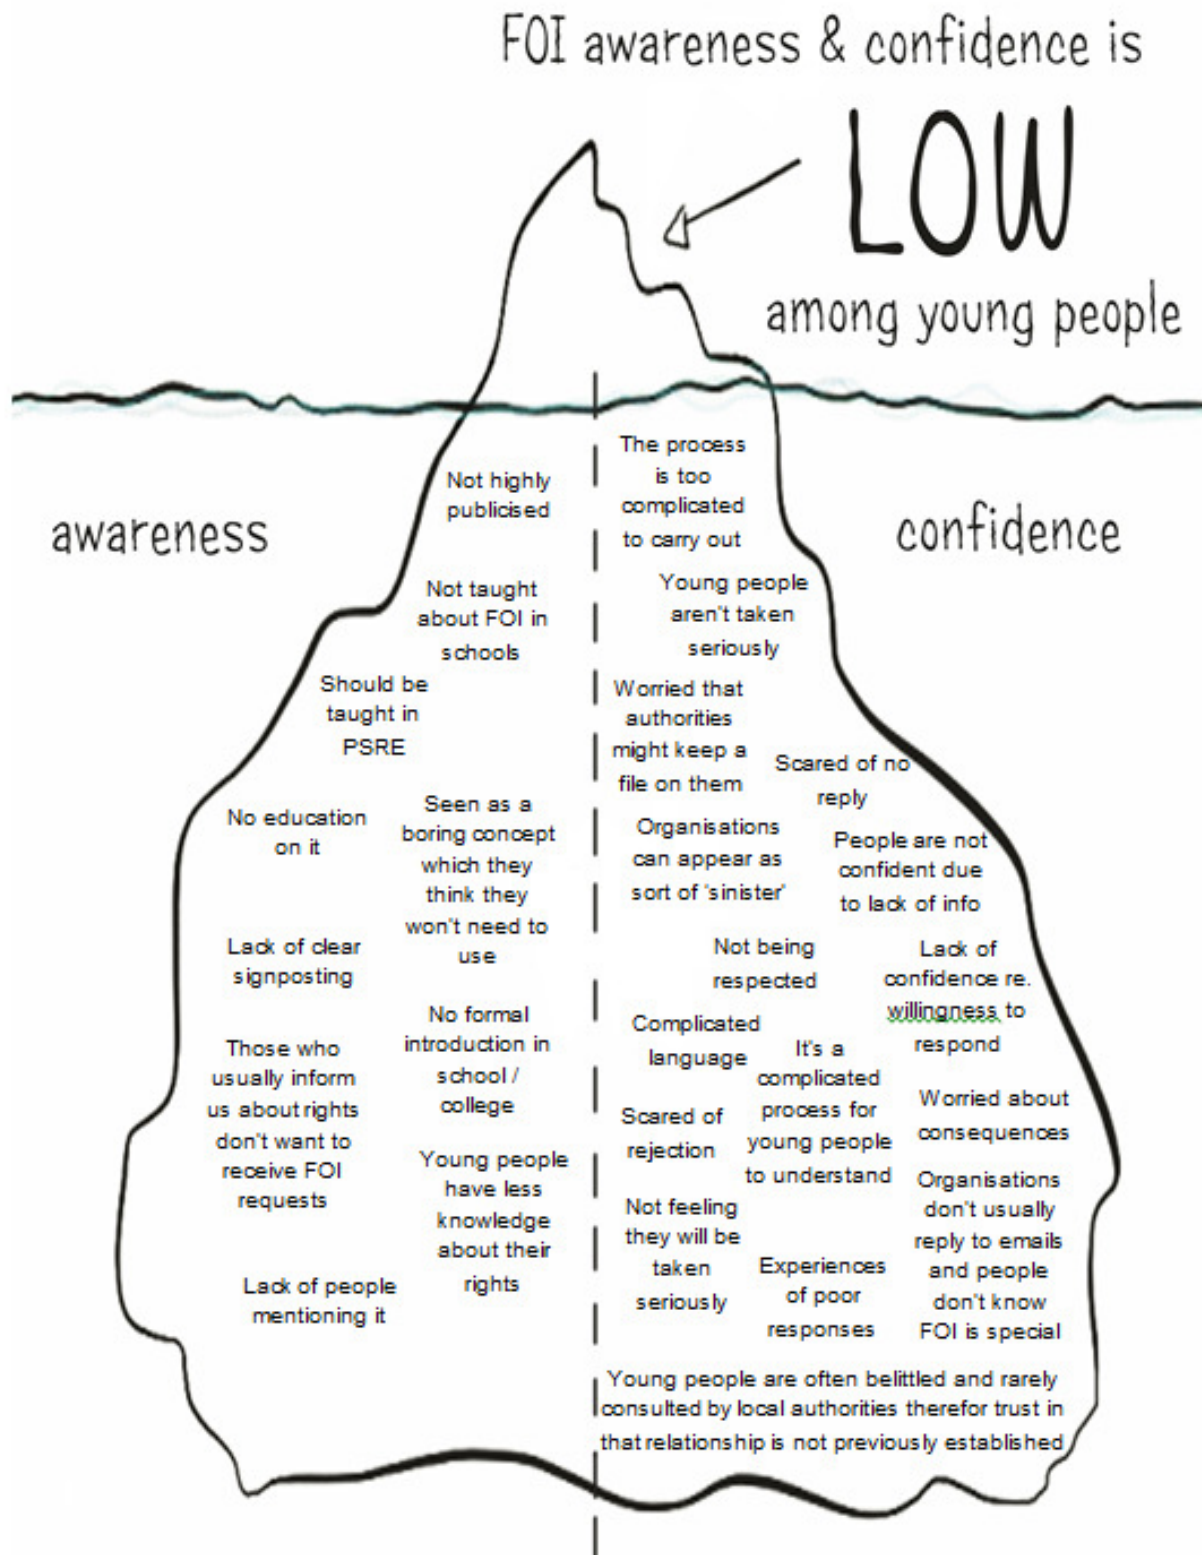 FOI awareness & confidence is
LOW
among young people
awareness
Not highly
publicised
Not taught
about FOI in
schools
Should be
taught in
PSRE
No education
on it
Seen as a
boring concept
which they
think they
won't need to
use
Lack of clear
signposting
No formal
introduction in
school /
college
Those who
usually inform
us about rights
don't want to
receive FOI
requests
Young people
have less
knowledge
about their
rights
Lack of people
mentioning it
confidence
The process
is too
complicated
to carry out
Young people
aren't taken
seriously
Worried that
authorities
might keep a
file on them
Scared of no
reply
Organisations
can appear as
sort of 'sinister'
People are not
confident due
to lack of info
Not being
respected
Lack of
confidence re.
willingness to
respond
Complicated
language
It's a
complicated
process for
young people
to understand
Scared of
rejection
Worried about
consequences
Not feeling
they will be
taken
seriously
Experiences
of poor
responses
Organisations
don't usually
reply to emails
and people
don't know
FOI is special
Young people are often belittled and rarely
consulted by local authorities therefor trust in
that relationship is not previously established